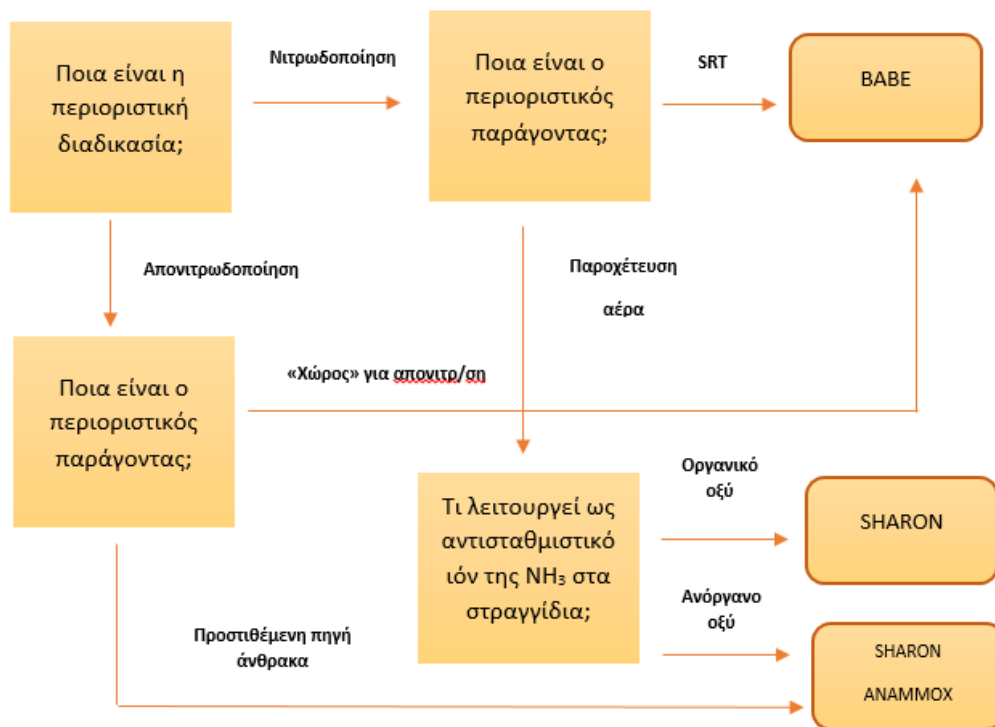 Ποια είναι η
περιοριστική
διαδικασία;
Νιτρωδοποίηση
Ποια είναι ο
περιοριστικός
παράγοντας;
SRT
BABE
Απονιτρωδοποίηση
Παροχέτευση
αέρα
Ποια είναι ο
περιοριστικός
παράγοντας;
«Χώρος» για απονιτρ/ση
Τι λειτουργεί ως
αντισταθμιστικό
ιόν της NH₃ στα
στραγγίδια;
Οργανικό
οξύ
SHARON
Ανόργανο
οξύ
SHARON
ANAMMOX
Προστιθέμενη πηγή
άνθρακα